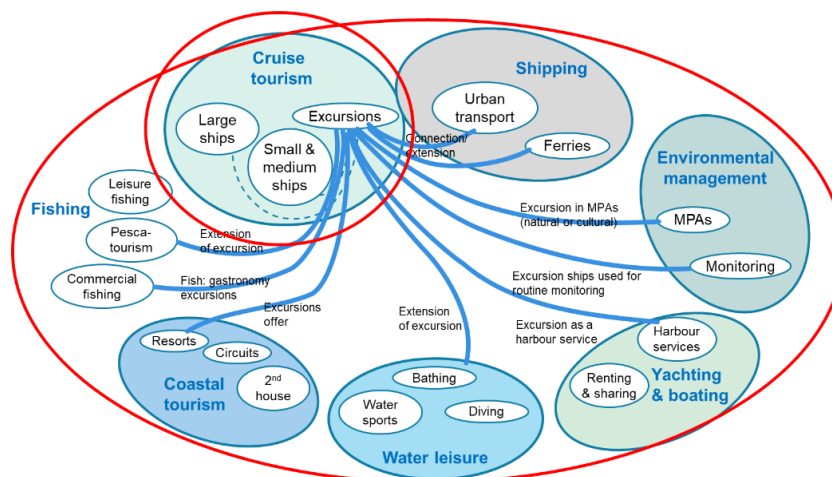 Cruise
tourism
Large
ships
Excursions
Small &
medium
ships
Shipping
Urban
transport
Ferries
Connection/
extension
Environmental
management
MPAs
Monitoring
Excursion in MPAs
(natural or cultural)
Excursion ships used for
routine monitoring
Fishing
Leisure
fishing
Pesca-
tourism
Commercial
fishing
Extension
of excursion
Fish: gastronomy
excursions
Excursions
offer
Extension
of excursion
Excursion as a
harbour service
Resorts
Circuits
2nd
house
Coastal
tourism
Bathing
Water
sports
Diving
Water leisure
Harbour
services
Renting
& sharing
Yachting
& boating